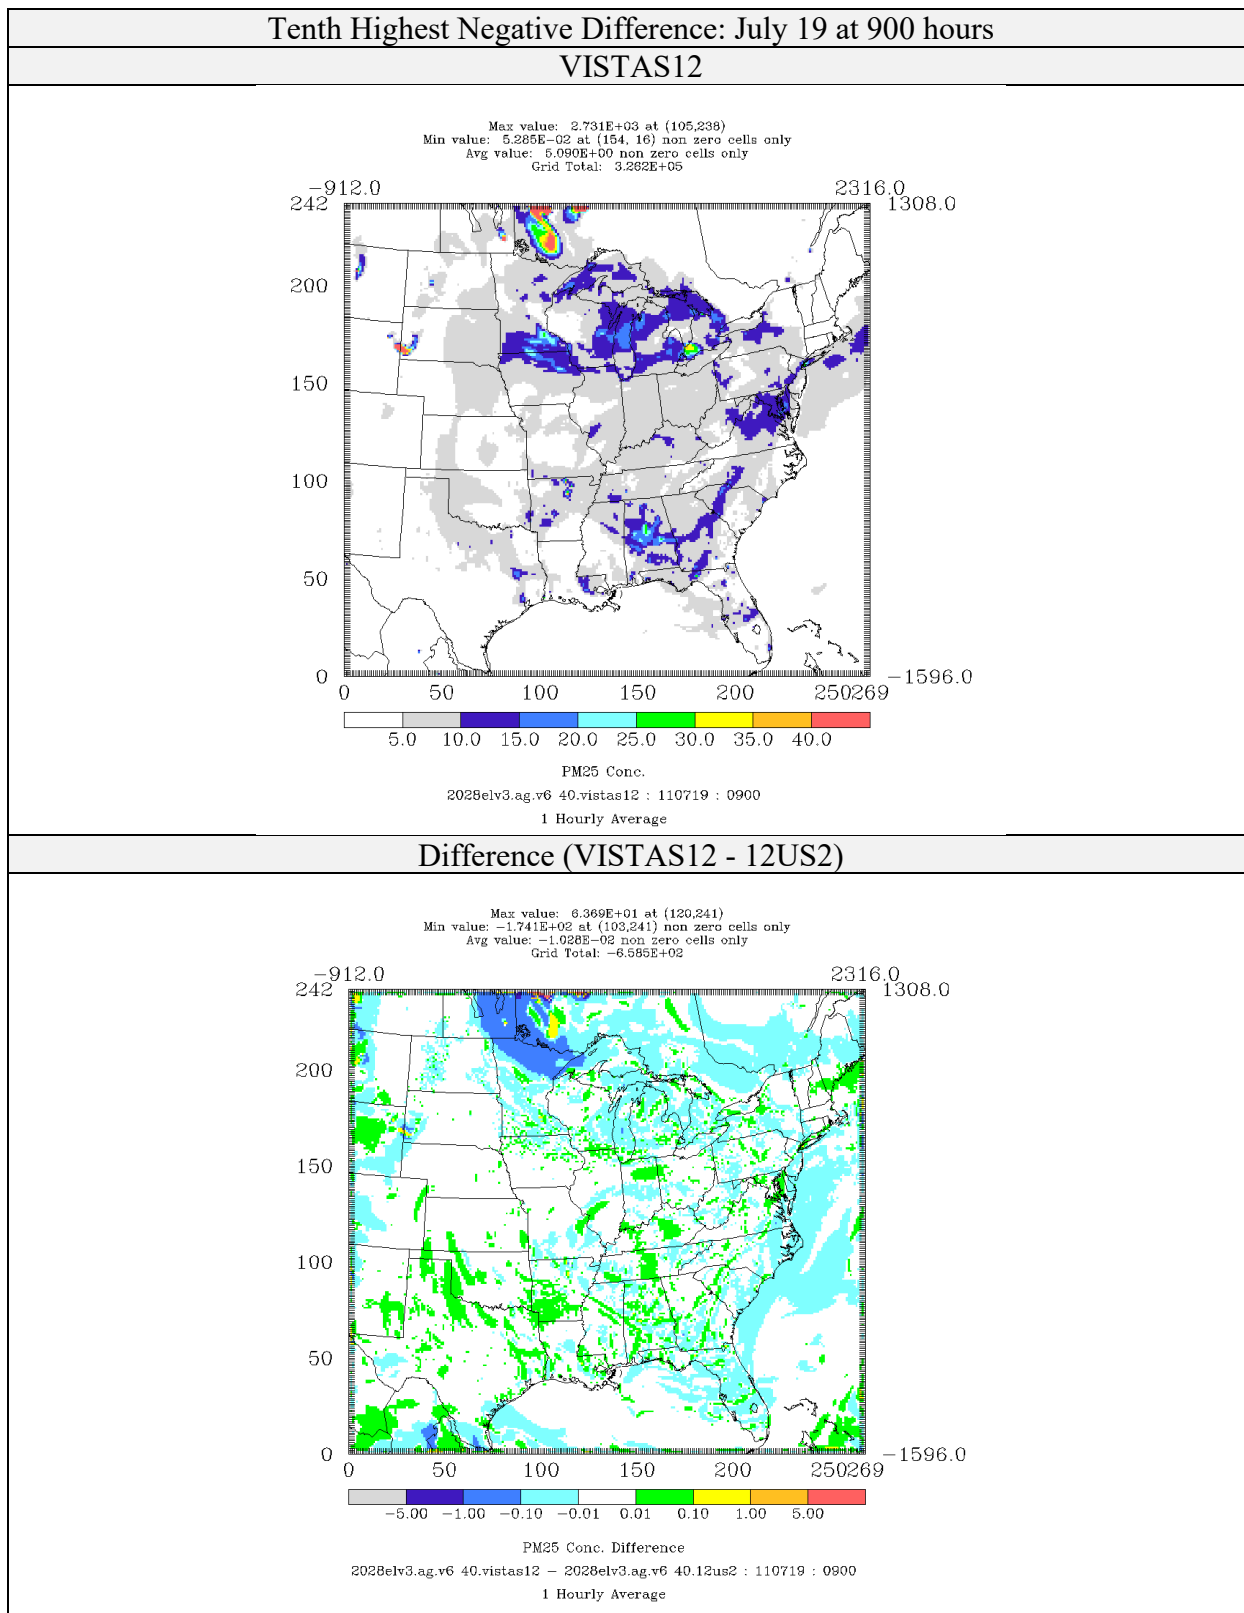 Tenth Highest Negative Difference: July 19 at 900 hours
VISTAS12
Max value: 2.731E+03 at (105,238)
Min value: 5.285E-02 at (154, 16) non zero cells only
Avg value: 5.090E+00 non zero cells only
Grid Total: 3.262E+05
-912.0 2316.0
242 1308.0
200
150
100
50
0 -1596.0
0 50 100 150 200 250269
5.0 10.0 15.0 20.0 25.0 30.0 35.0 40.0
PM25 Conc.
2028elv3.ag.v6 40.vistas12 : 110719 : 0900
1 Hourly Average
Difference (VISTAS12 - 12US2)
Max value: 6.369E+01 at (120,241)
Min value: -1.741E+02 at (103,241) non zero cells only
Avg value: -1.028E-02 non zero cells only
Grid Total: -6.585E+02
-912.0 2316.0
242 1308.0
200
150
100
50
0 -1596.0
0 50 100 150 200 250269
-5.00 -1.00 -0.10 -0.01 0.01 0.10 1.00 5.00
PM25 Conc. Difference
2028elv3.ag.v6 40.vistas12 - 2028elv3.ag.v6 40.12us2 : 110719 : 0900
1 Hourly Average